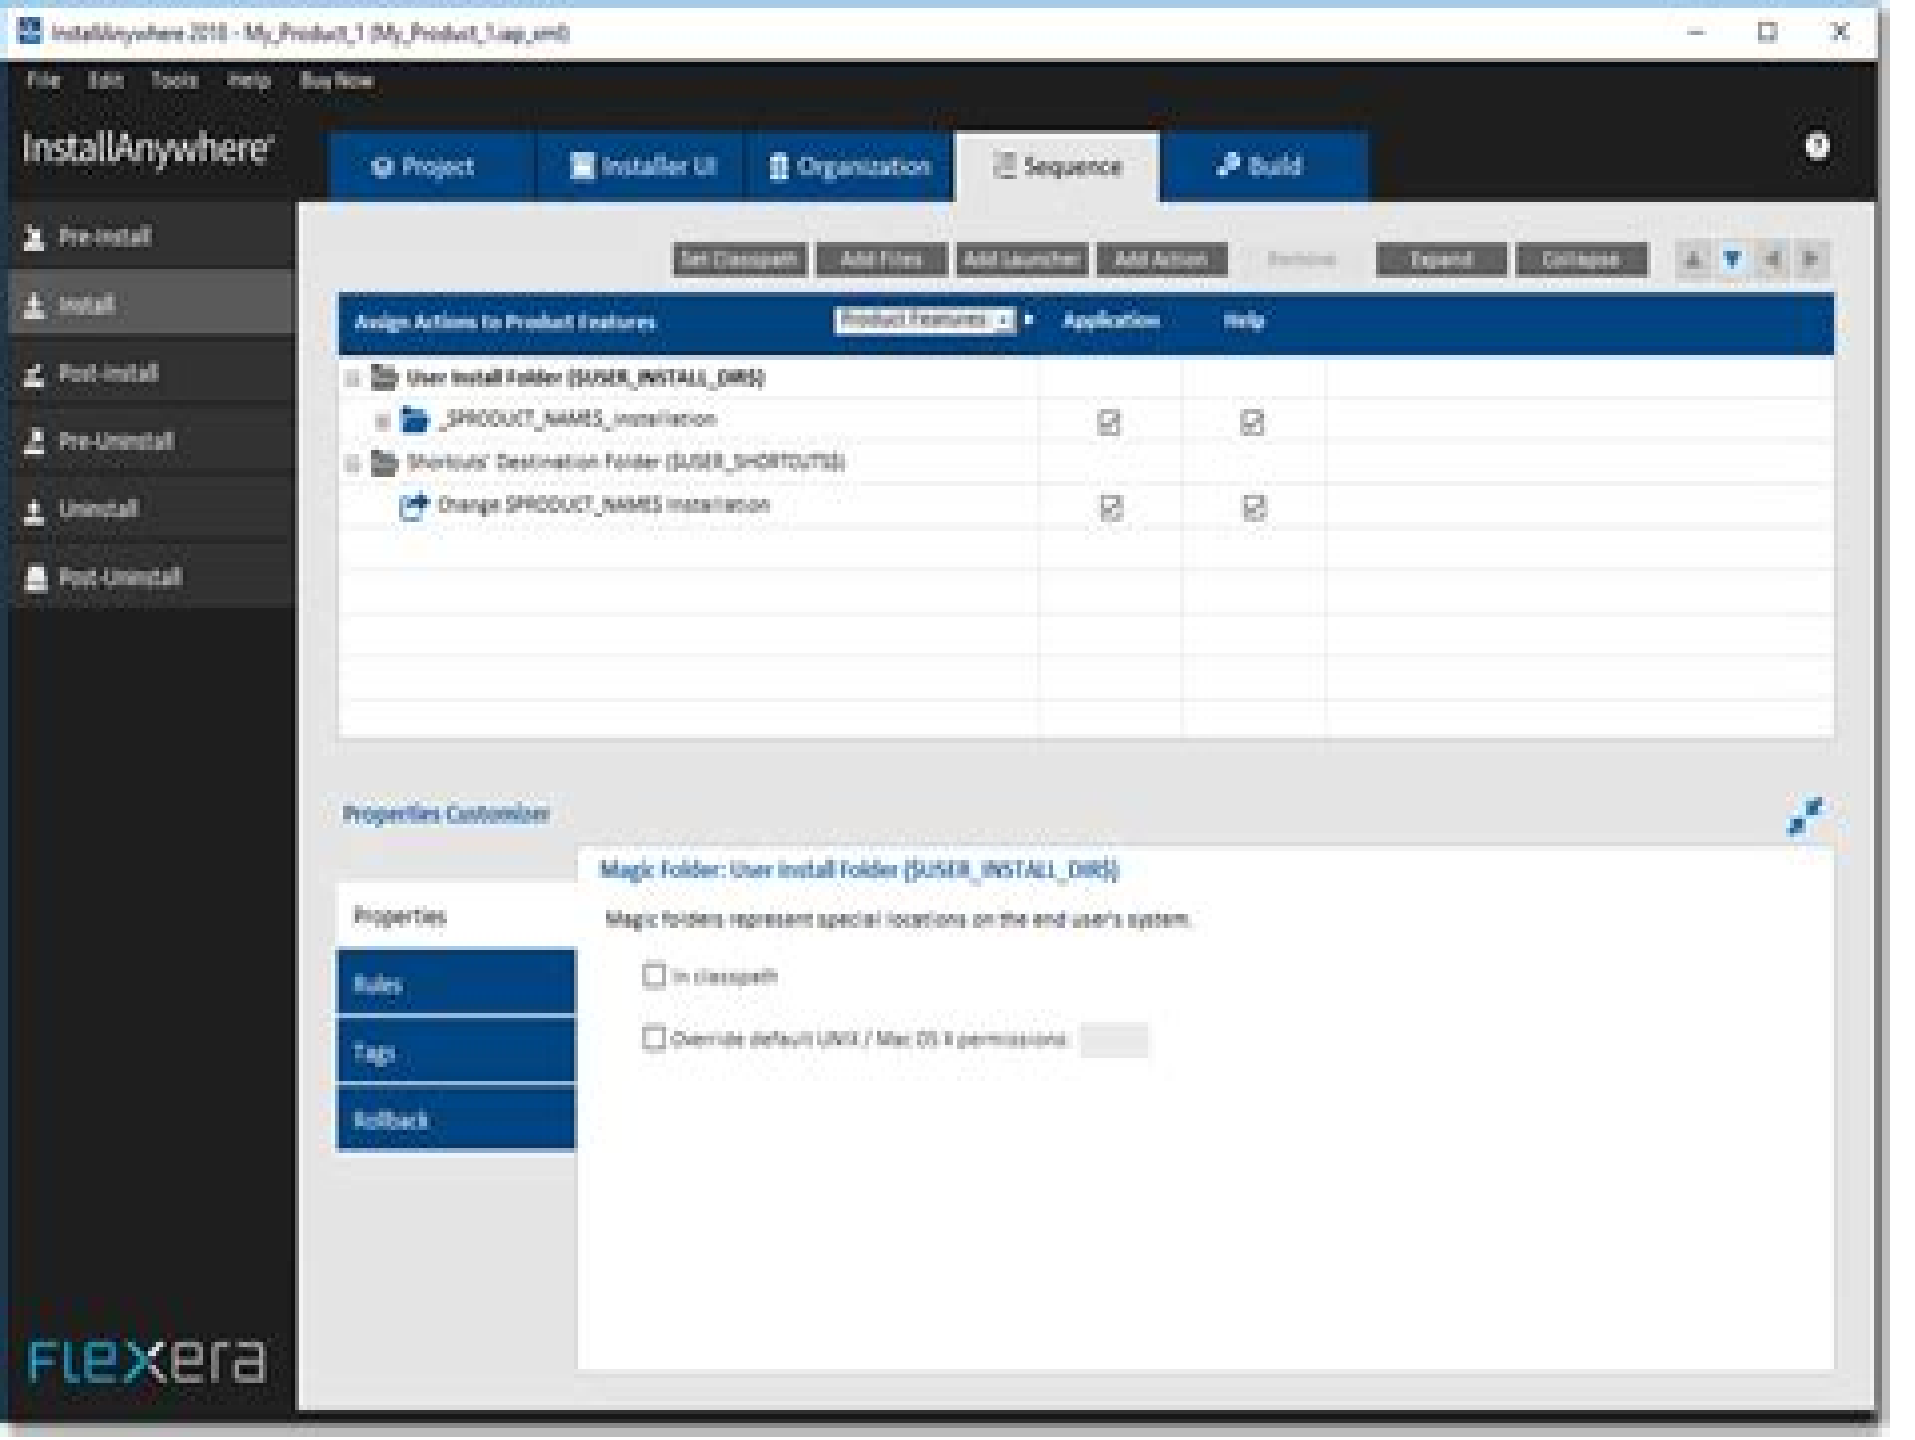 InstallAnywhere 2018 - My_Product_1 (My_Product_1.iap_xml)
File Edit Tools Help Buy Now
InstallAnywhere®
Project
Installer UI
Organization
Sequence
Build
Pre-Install
Install
Post-Install
Pre-Uninstall
Uninstall
Post-Uninstall
Set Classpath
Add Files
Add Launcher
Add Action
Remove
Expand
Collapse
Assign Actions to Product Features
Product Features
Application
Help
User Install Folder ($USER_INSTALL_DIR$)
_$PRODUCT_NAME$_installation
Shortcuts' Destination Folder ($USER_SHORTCUTS$)
Change $PRODUCT_NAME$ Installation
Properties Customizer
Magic Folder: User Install Folder ($USER_INSTALL_DIR$)
Properties
Magic folders represent special locations on the end user's system.
Rules
In classpath
Tags
Override default UNIX / Mac OS X permissions:
Rollback
Flexera